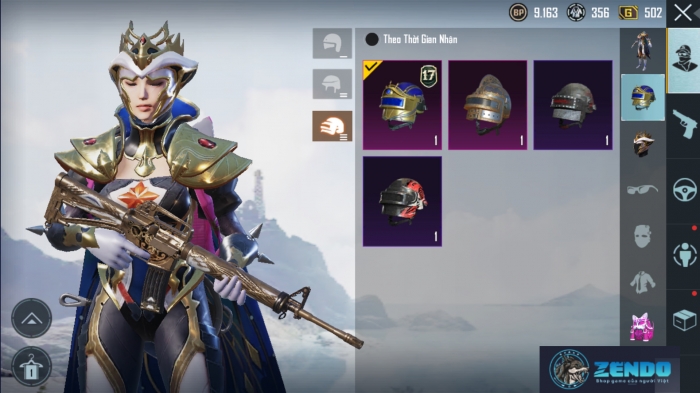 BP 9.163 356 G 502
Theo Thời Gian Nhận
17
1
1
1
1
1
ZENDO
Shop game của người Việt